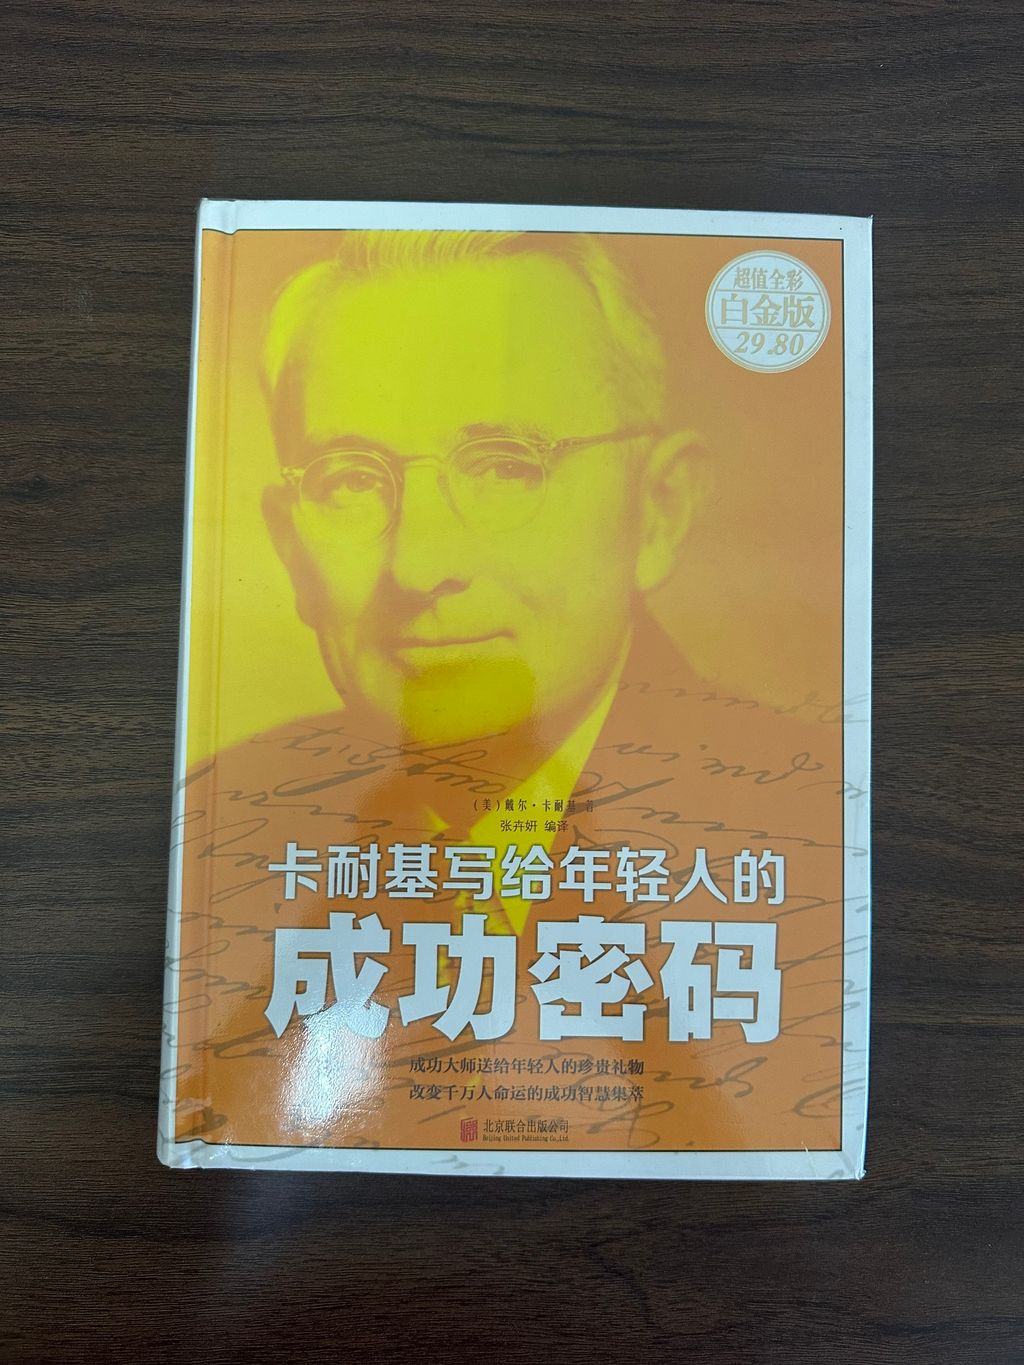 超值全彩
白金版
29.80
（美）戴尔·卡耐基 著
张卉妍 编译
卡耐基写给年轻人的
成功密码
成功大师送给年轻人的珍贵礼物
改变千万人命运的成功智慧集萃
北京联合出版公司
Beijing United Publishing Co.,Ltd.